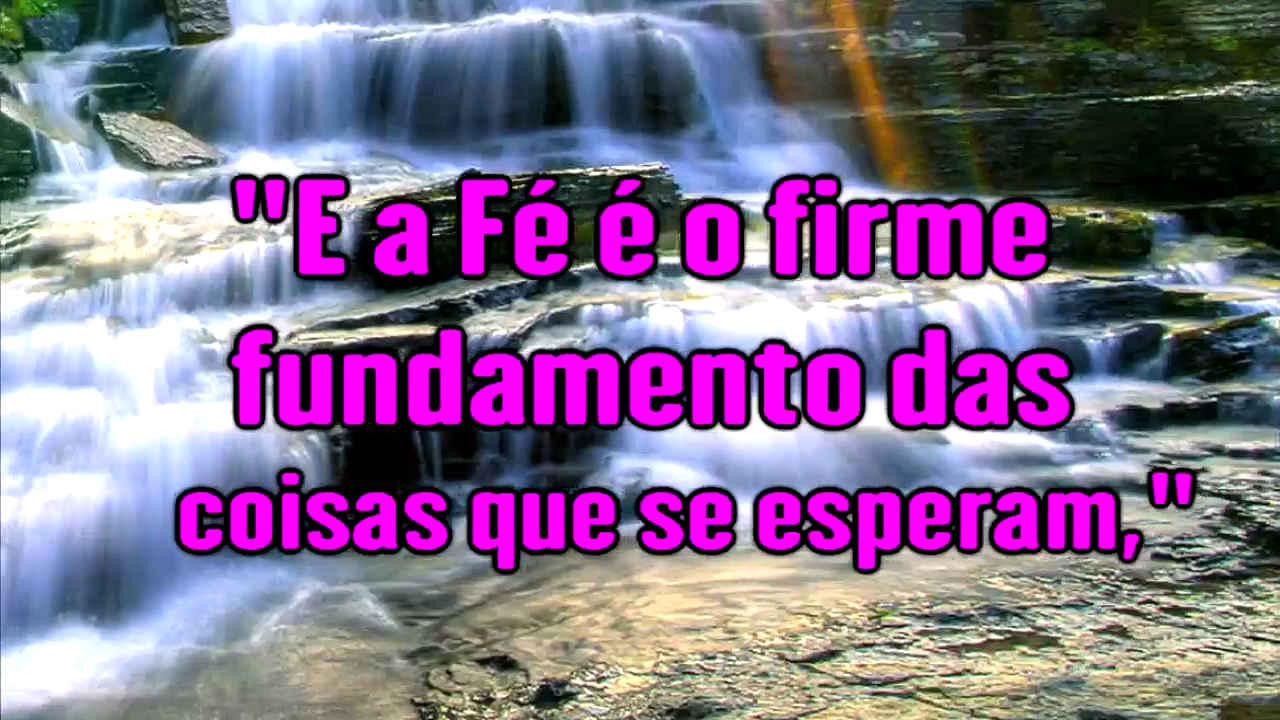 "E a Fé é o firme
fundamento das
coisas que se esperam,"